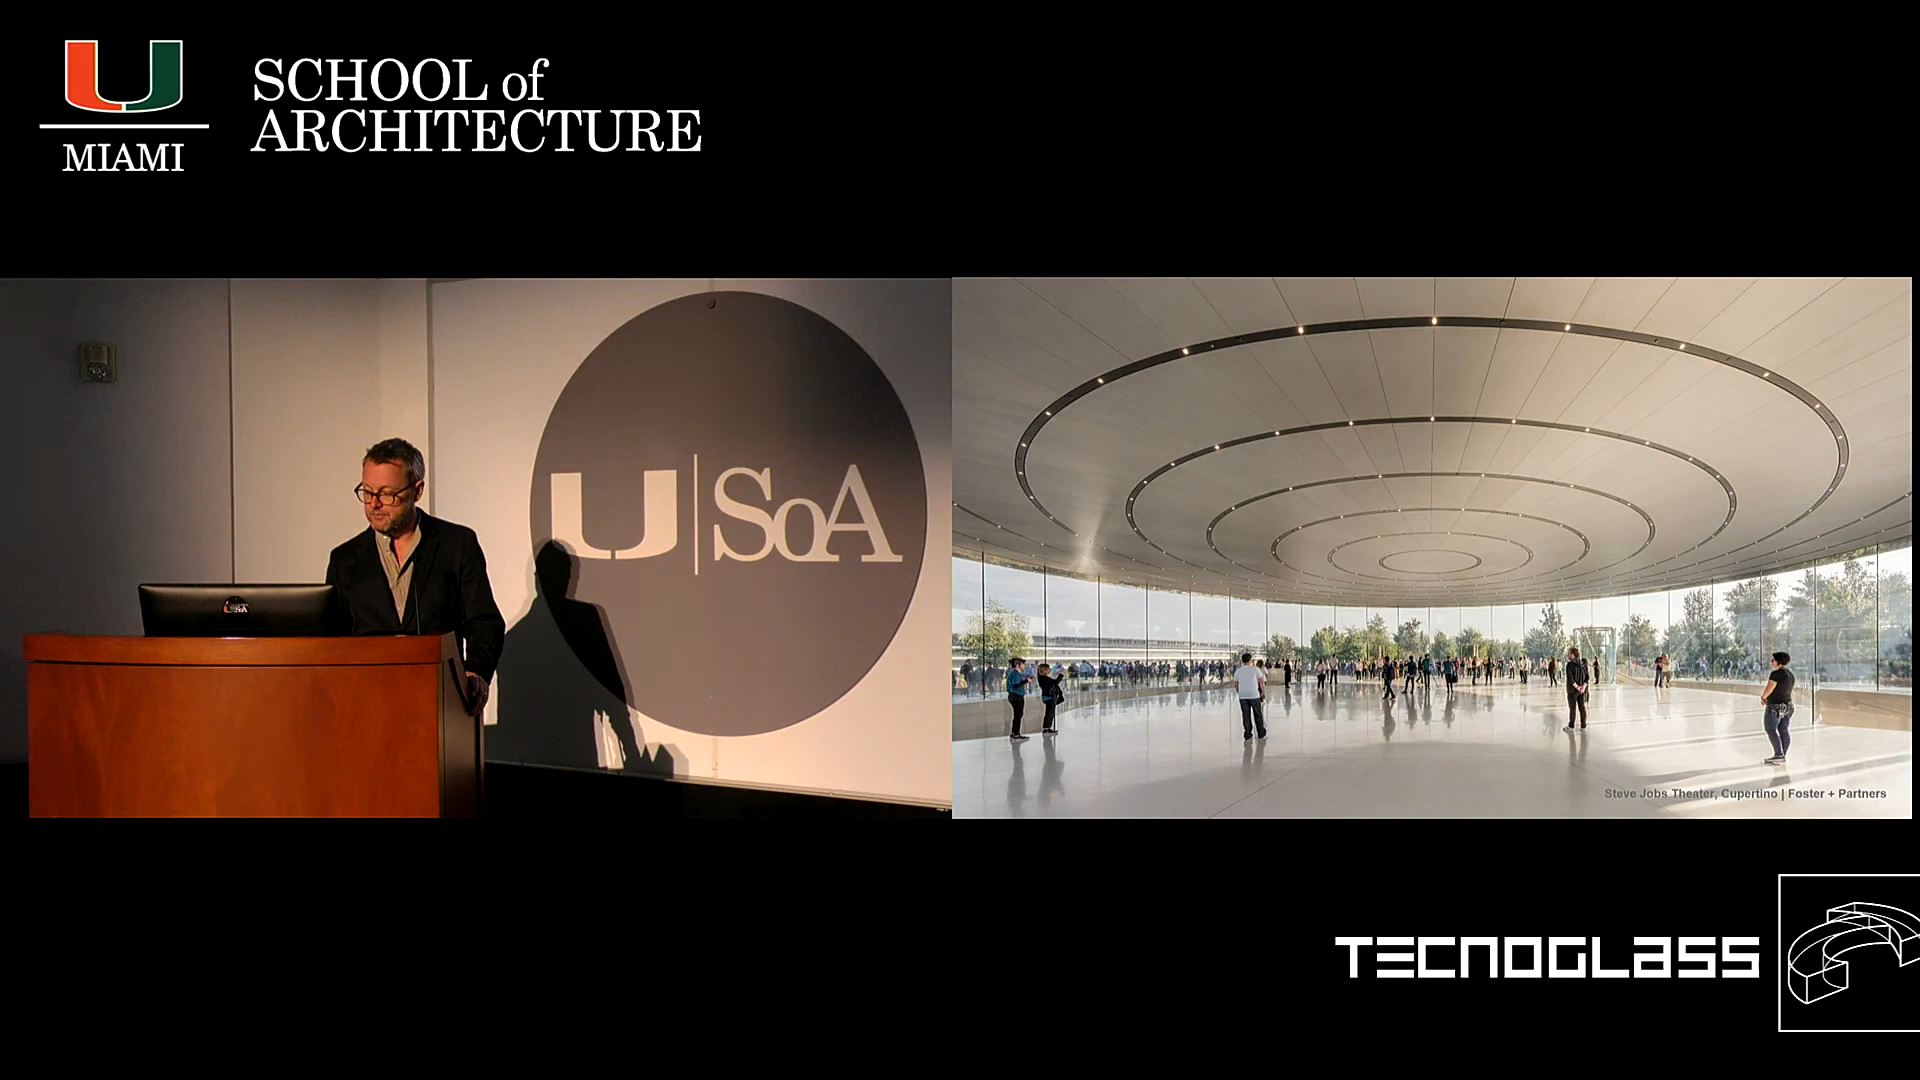 SCHOOL of
ARCHITECTURE
MIAMI
U SoA
Steve Jobs Theater, Cupertino | Foster + Partners
TECNOGLASS